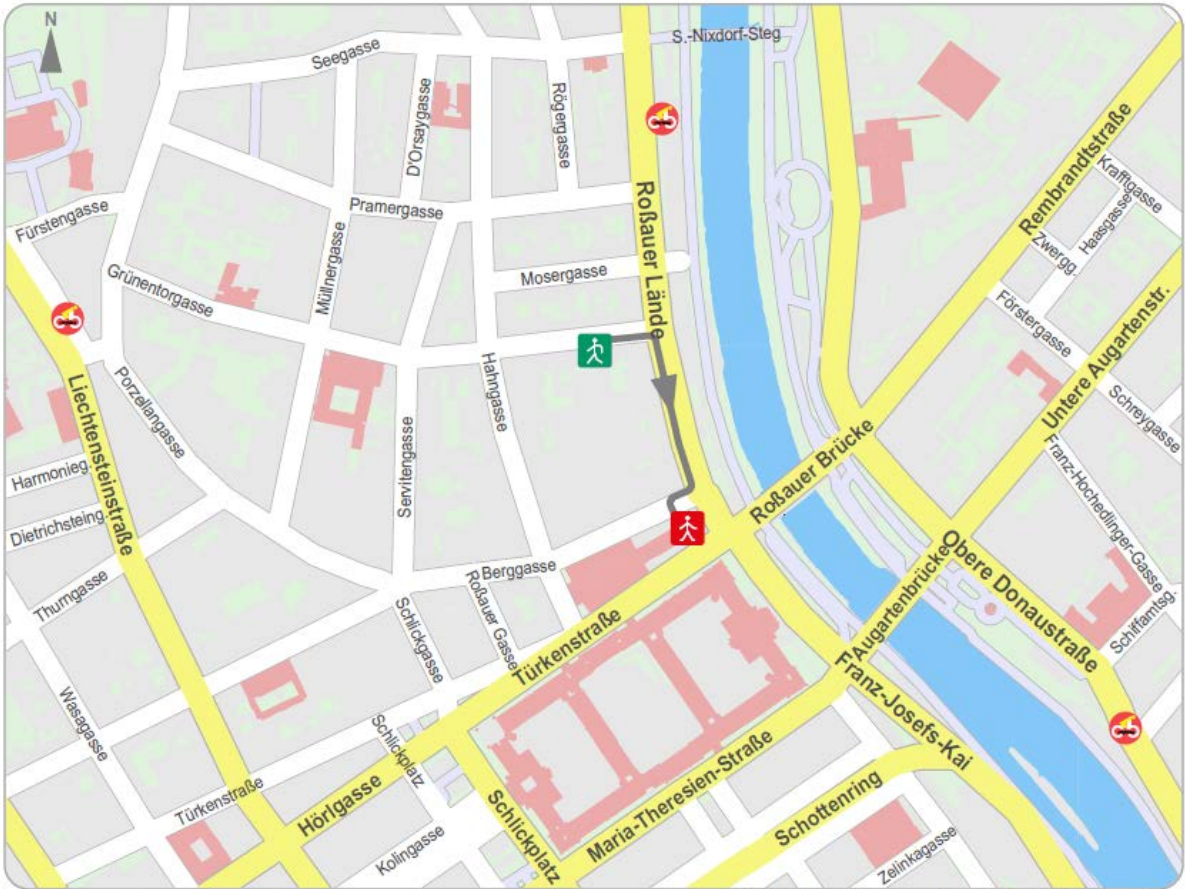 N
S.-Nixdorf-Steg
Seegasse
D'Orsaygasse
Rögergasse
Rembrandtstraße
Krafftgasse
Haasgasse
Zwergg.
Fürstengasse
Pramergasse
Roßauer Lände
Müllnergasse
Mosergasse
Grünentorgasse
Förstergasse
Untere Augartenstr.
Hahngasse
Porzellangasse
Liechtensteinstraße
Schreygasse
Servitengasse
Roßauer Brücke
Franz-Hochedlinger-Gasse
Harmonieg.
Dietrichsteing.
Obere Donaustraße
Augartenbrücke
Berggasse
Thurngasse
Roßauer Gasse
Schlickgasse
Türkenstraße
Schiffamtsg.
Franz-Josefs-Kai
Wasagasse
Schlickplatz
Maria-Theresien-Straße
Türkenstraße
Hörlgasse
Schlickplatz
Schottenring
Kolingasse
Zelinkagasse